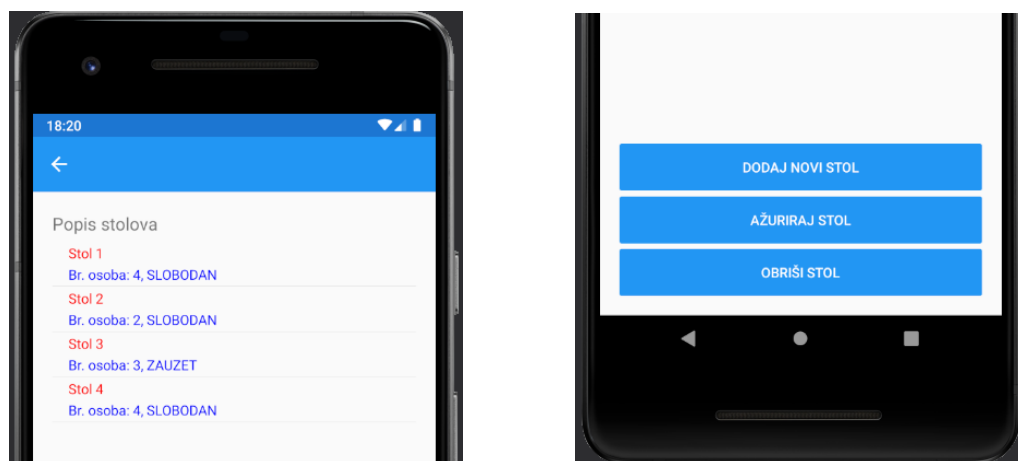 18:20
Popis stolova
Stol 1
Br. osoba: 4, SLOBODAN
Stol 2
Br. osoba: 2, SLOBODAN
Stol 3
Br. osoba: 3, ZAUZET
Stol 4
Br. osoba: 4, SLOBODAN
DODAJ NOVI STOL
AŽURIRAJ STOL
OBRIŠI STOL